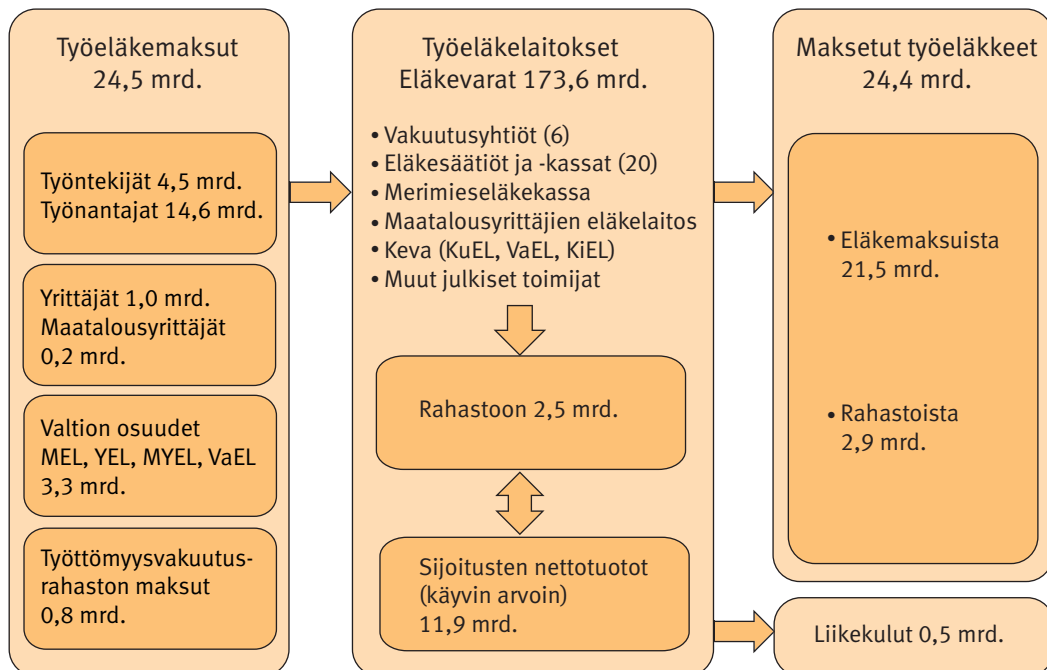 Työeläkemaksut
24,5 mrd.
Työntekijät 4,5 mrd.
Työnantajat 14,6 mrd.
Yrittäjät 1,0 mrd.
Maatalousyrittäjät
0,2 mrd.
Valtion osuudet
MEL, YEL, MYEL, VaEL
3,3 mrd.
Työttömyysvakuutus-
rahaston maksut
0,8 mrd.
Työeläkelaitokset
Eläkevarat 173,6 mrd.
• Vakuutusyhtiöt (6)
• Eläkesäätiöt ja -kassat (20)
• Merimieseläkekassa
• Maatalousyrittäjien eläkelaitos
• Keva (KuEL, VaEL, KiEL)
• Muut julkiset toimijat
Rahastoon 2,5 mrd.
Sijoitusten nettotuotot
(käyvin arvoin)
11,9 mrd.
Maksetut työeläkkeet
24,4 mrd.
• Eläkemaksuista
21,5 mrd.
• Rahastoista
2,9 mrd.
Liikekulut 0,5 mrd.